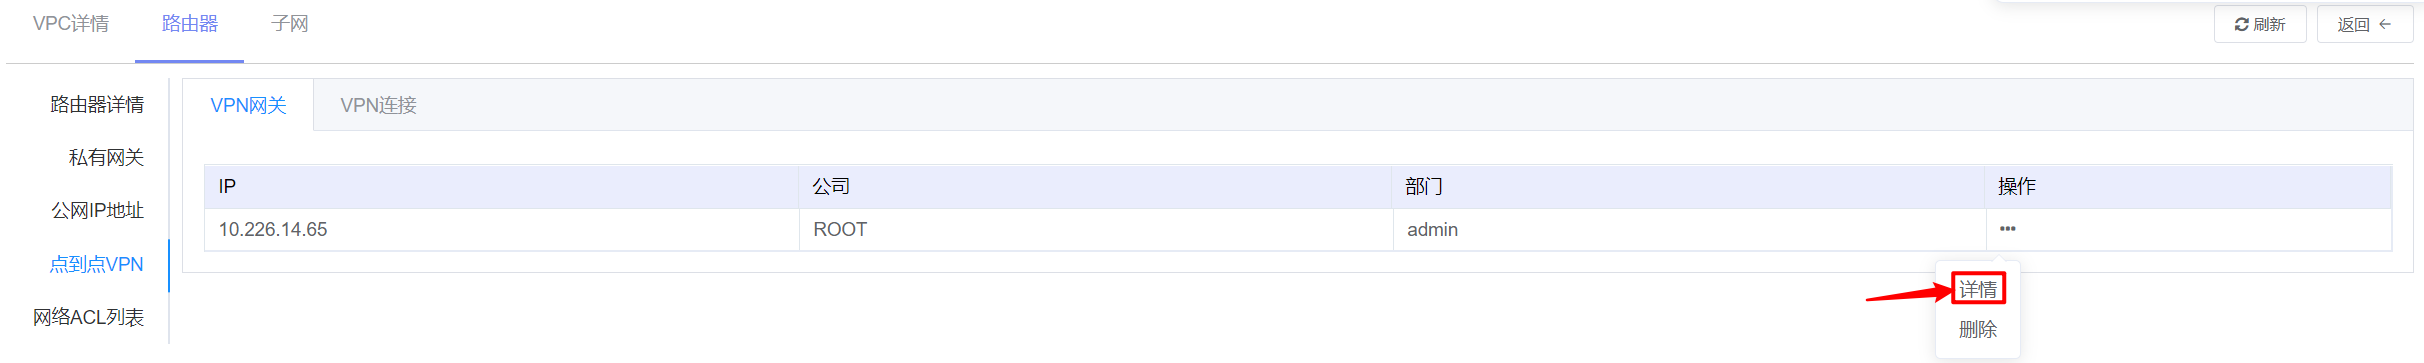 VPC详情 路由器 子网 刷新 返回 ←
路由器详情 VPN网关 VPN连接
私有网关
IP 公司 部门 操作
公网IP地址
10.226.14.65 ROOT admin •••
点到点VPN
详情
网络ACL列表
删除